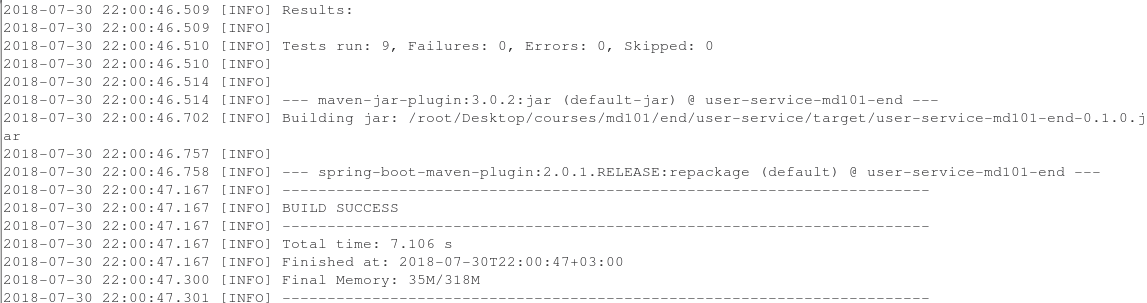 2018-07-30 22:00:46.509 [INFO] Results:
2018-07-30 22:00:46.509 [INFO]
2018-07-30 22:00:46.510 [INFO] Tests run: 9, Failures: 0, Errors: 0, Skipped: 0
2018-07-30 22:00:46.510 [INFO]
2018-07-30 22:00:46.514 [INFO]
2018-07-30 22:00:46.514 [INFO] --- maven-jar-plugin:3.0.2:jar (default-jar) @ user-service-md101-end ---
2018-07-30 22:00:46.702 [INFO] Building jar: /root/Desktop/courses/md101/end/user-service/target/user-service-md101-end-0.1.0.j
ar
2018-07-30 22:00:46.757 [INFO]
2018-07-30 22:00:46.758 [INFO] --- spring-boot-maven-plugin:2.0.1.RELEASE:repackage (default) @ user-service-md101-end ---
2018-07-30 22:00:47.167 [INFO] ------------------------------------------------------------------------
2018-07-30 22:00:47.167 [INFO] BUILD SUCCESS
2018-07-30 22:00:47.167 [INFO] ------------------------------------------------------------------------
2018-07-30 22:00:47.167 [INFO] Total time: 7.106 s
2018-07-30 22:00:47.167 [INFO] Finished at: 2018-07-30T22:00:47+03:00
2018-07-30 22:00:47.300 [INFO] Final Memory: 35M/318M
2018-07-30 22:00:47.301 [INFO] ------------------------------------------------------------------------